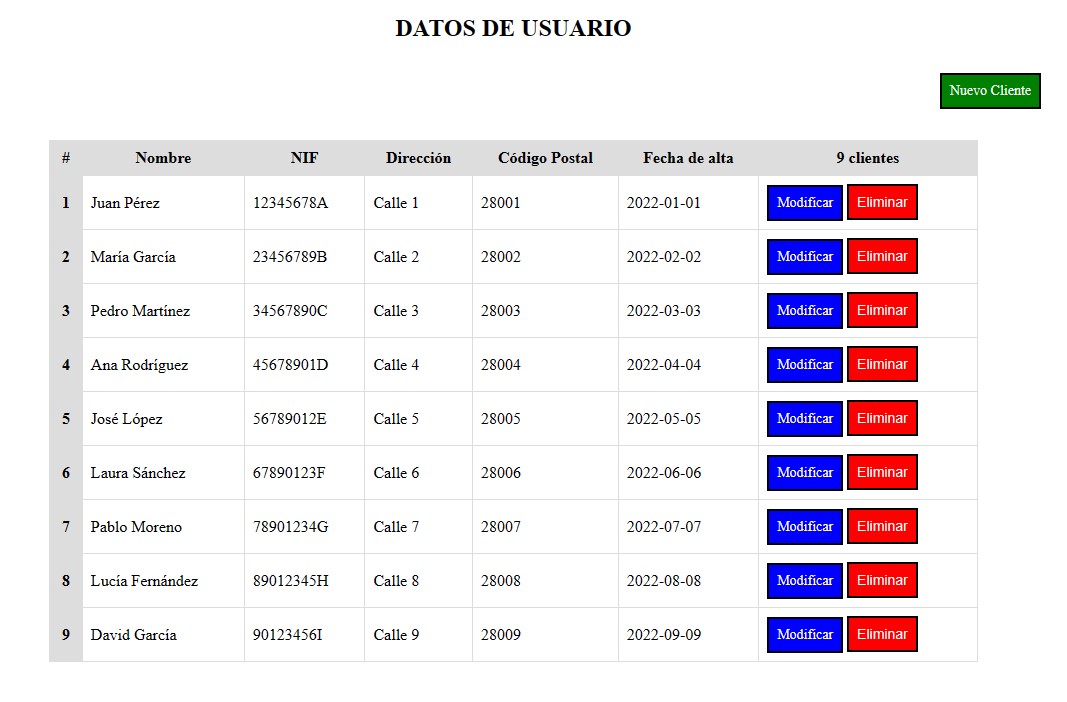 DATOS DE USUARIO
Nuevo Cliente
# Nombre NIF Dirección Código Postal Fecha de alta 9 clientes
1 Juan Pérez 12345678A Calle 1 28001 2022-01-01 Modificar Eliminar
2 María García 23456789B Calle 2 28002 2022-02-02 Modificar Eliminar
3 Pedro Martínez 34567890C Calle 3 28003 2022-03-03 Modificar Eliminar
4 Ana Rodríguez 45678901D Calle 4 28004 2022-04-04 Modificar Eliminar
5 José López 56789012E Calle 5 28005 2022-05-05 Modificar Eliminar
6 Laura Sánchez 67890123F Calle 6 28006 2022-06-06 Modificar Eliminar
7 Pablo Moreno 78901234G Calle 7 28007 2022-07-07 Modificar Eliminar
8 Lucía Fernández 89012345H Calle 8 28008 2022-08-08 Modificar Eliminar
9 David García 90123456I Calle 9 28009 2022-09-09 Modificar Eliminar